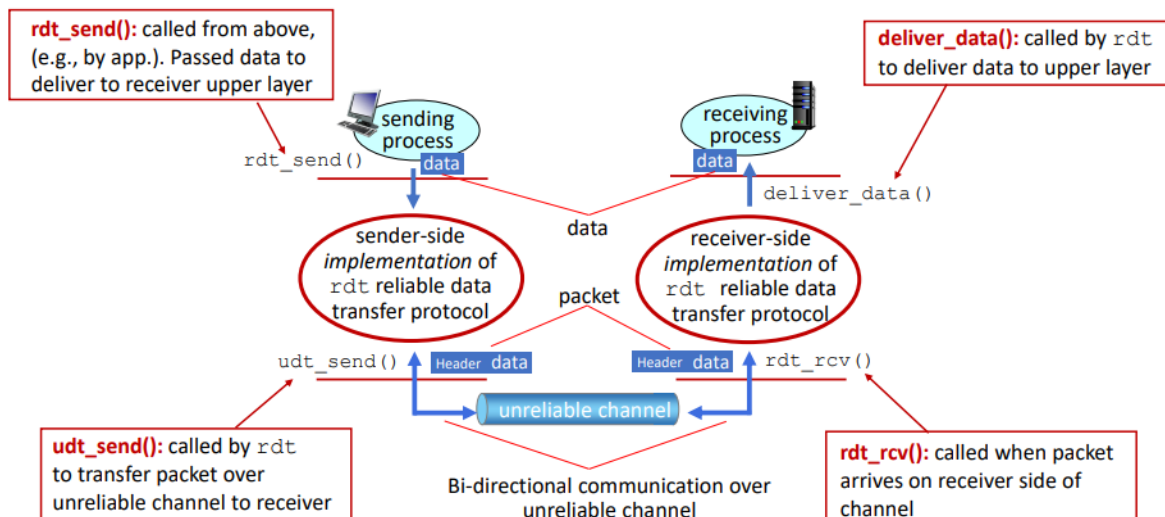 rdt_send(): called from above,
(e.g., by app.). Passed data to
deliver to receiver upper layer
deliver_data(): called by rdt
to deliver data to upper layer
sending
process
receiving
process
rdt_send()
data
data
deliver_data()
data
sender-side
implementation of
rdt reliable data
transfer protocol
receiver-side
implementation of
rdt reliable data
transfer protocol
packet
udt_send()
Header data
Header data
rdt_rcv()
unreliable channel
udt_send(): called by rdt
to transfer packet over
unreliable channel to receiver
Bi-directional communication over
unreliable channel
rdt_rcv(): called when packet
arrives on receiver side of
channel